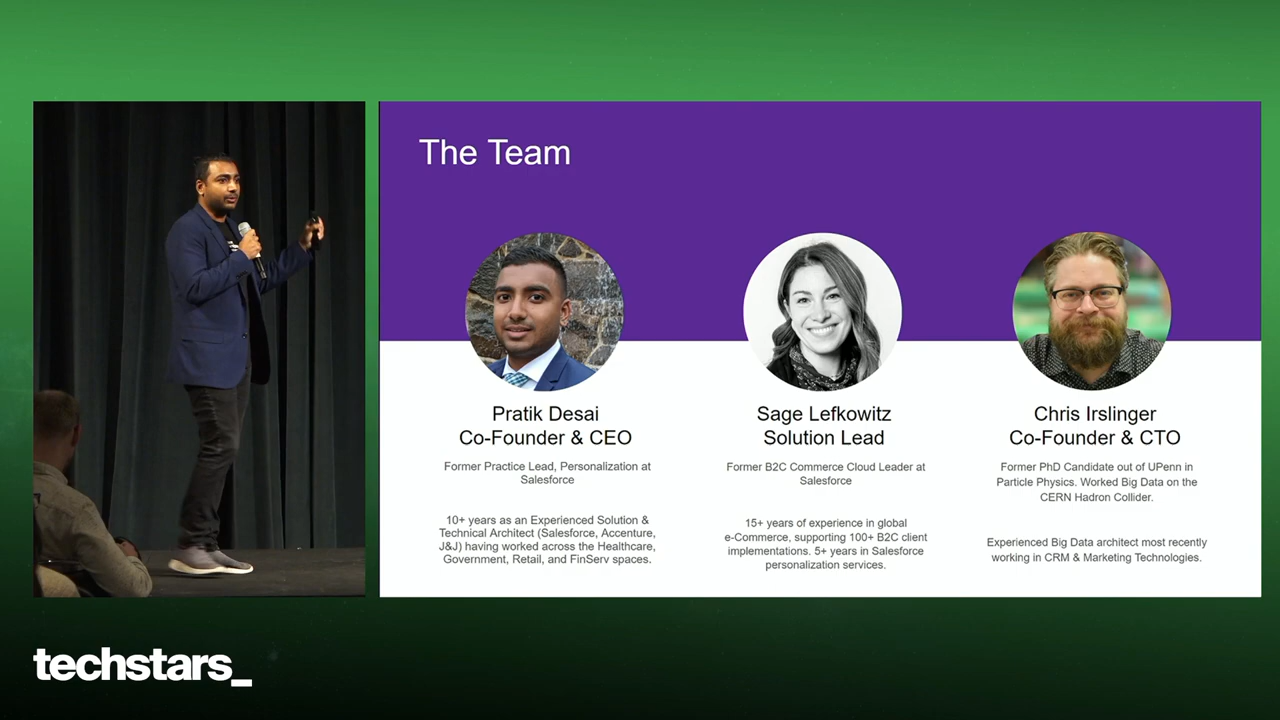 The Team
Pratik Desai
Co-Founder & CEO
Former Practice Lead, Personalization at
Salesforce
10+ years as an Experienced Solution &
Technical Architect (Salesforce, Accenture,
J&J) having worked across the Healthcare,
Government, Retail, and FinServ spaces.
Sage Lefkowitz
Solution Lead
Former B2C Commerce Cloud Leader at
Salesforce
15+ years of experience in global
e-Commerce, supporting 100+ B2C client
implementations. 5+ years in Salesforce
personalization services.
Chris Irslinger
Co-Founder & CTO
Former PhD Candidate out of UPenn in
Particle Physics. Worked Big Data on the
CERN Hadron Collider.
Experienced Big Data architect most recently
working in CRM & Marketing Technologies.
techstars_